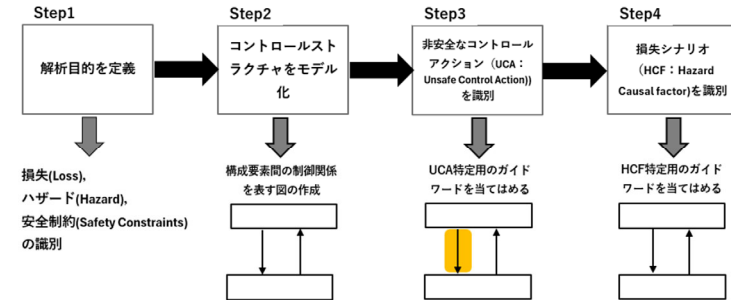 Step1
解析目的を定義
損失(Loss),
ハザード(Hazard),
安全制約(Safety Constraints)
の識別
Step2
コントロールスト
ラクチャをモデル
化
構成要素間の制御関係
を表す図の作成
Step3
非安全なコントロール
アクション（UCA：
Unsafe Control Action))
を識別
UCA特定用のガイド
ワードを当てはめる
Step4
損失シナリオ
（HCF：Hazard
Causal factor)を識別
HCF特定用のガイド
ワードを当てはめる